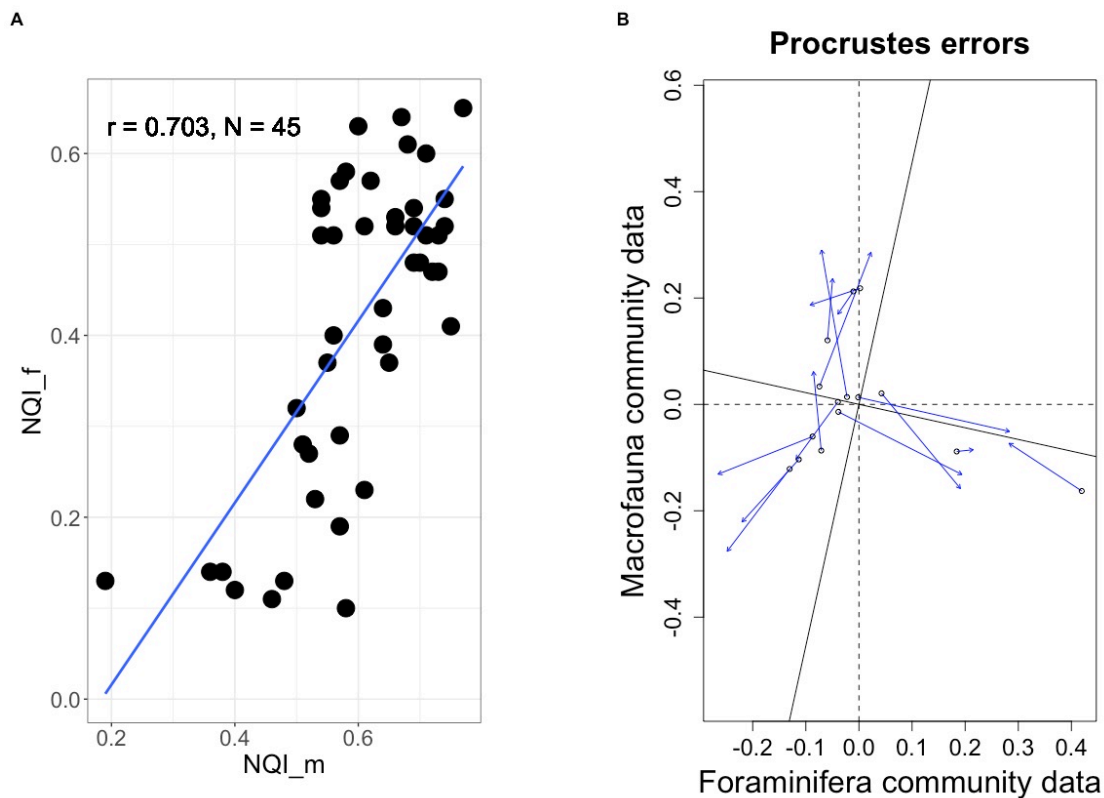 A
r = 0.703, N = 45
NQI_f
0.6
0.4
0.2
0.0
0.2 0.4 0.6
NQI_m
B
Procrustes errors
Macrofauna community data
0.6
0.4
0.2
0.0
-0.2
-0.4
-0.2 -0.1 0.0 0.1 0.2 0.3 0.4
Foraminifera community data